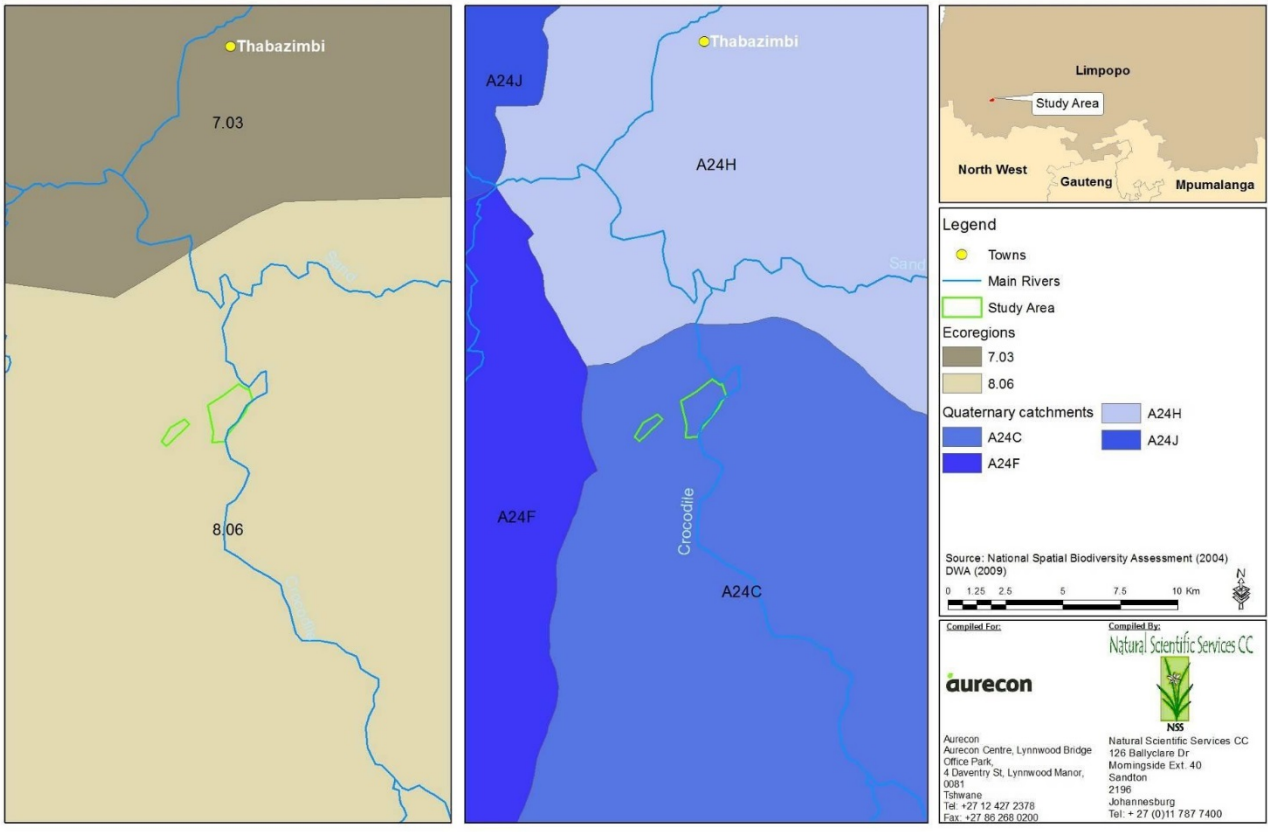 Thabazimbi
7.03
Sand
8.06
Crocodile
Thabazimbi
A24J
A24H
Sand
A24F
Crocodile
A24C
Limpopo
Study Area
North West
Gauteng
Mpumalanga
Legend
Towns
Main Rivers
Study Area
Ecoregions
7.03
8.06
Quaternary catchments
A24C
A24F
A24H
A24J
Source: National Spatial Biodiversity Assessment (2004)
DWA (2009)
N
0 1.25 2.5 5 7.5 10 Km
Compiled For:
aurecon
Aurecon
Aurecon Centre, Lynnwood Bridge
Office Park,
4 Daventry St, Lynnwood Manor,
0081
Tshwane
Tel: +27 12 427 2378
Fax: +27 86 268 0200
Compiled By:
Natural Scientific Services CC
NSS
Natural Scientific Services CC
126 Ballyclare Dr
Morningside Ext. 40
Sandton
2196
Johannesburg
Tel: + 27 (0)11 787 7400